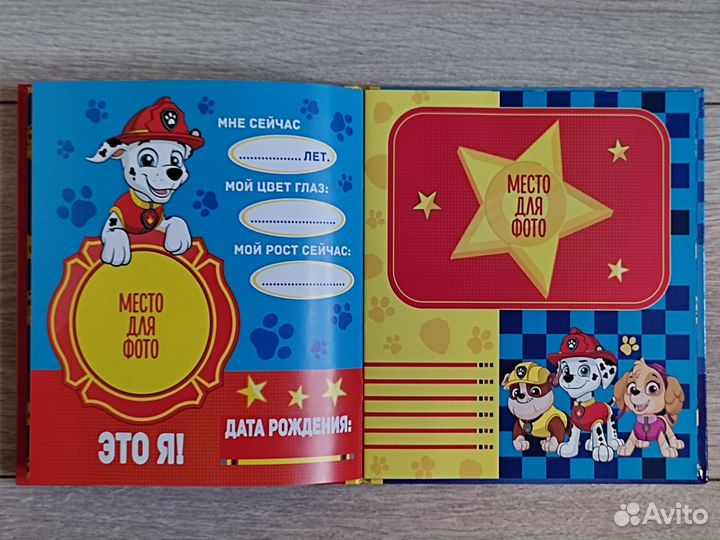 МНЕ СЕЙЧАС
ЛЕТ.
МОЙ ЦВЕТ ГЛАЗ:
МОЙ РОСТ СЕЙЧАС:
МЕСТО
ДЛЯ
ФОТО
ЭТО Я!
ДАТА РОЖДЕНИЯ:
МЕСТО
ДЛЯ
ФОТО
Avito